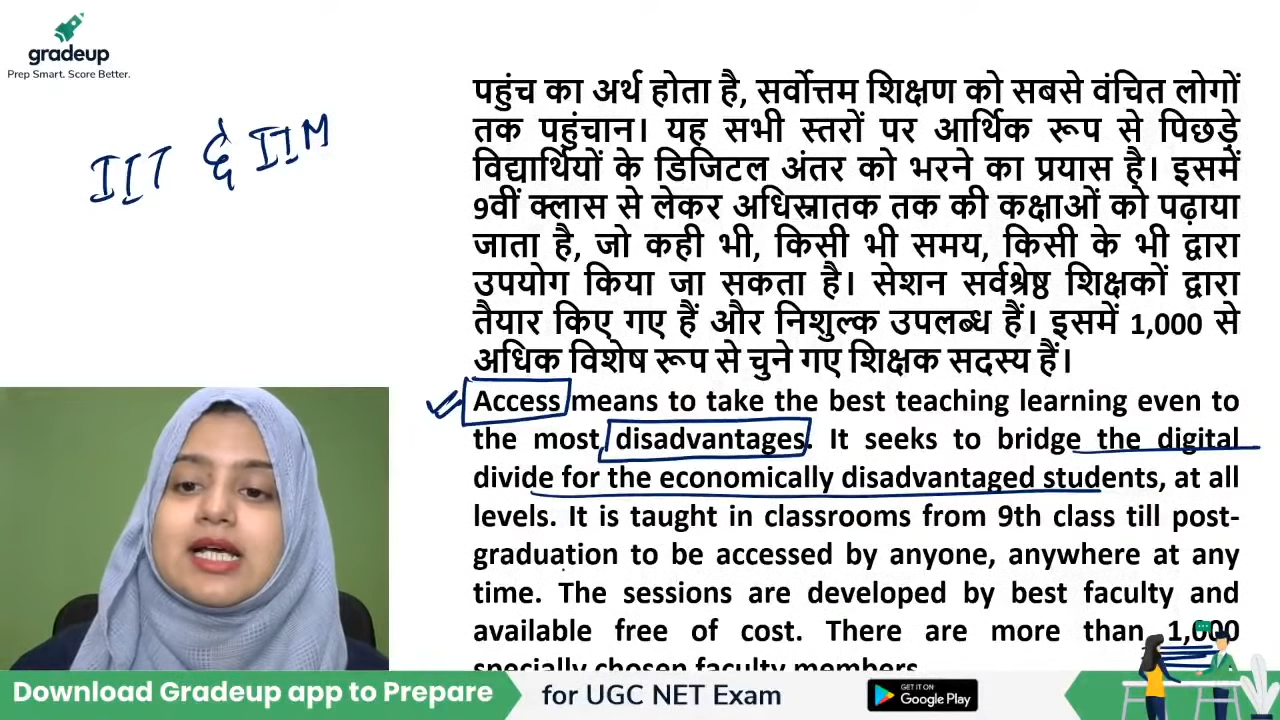 gradeup
Prep Smart. Score Better.
IIT & IIM
पहुंच का अर्थ होता है, सर्वोत्तम शिक्षण को सबसे वंचित लोगों
तक पहुंचान। यह सभी स्तरों पर आर्थिक रूप से पिछड़े
विद्यार्थियों के डिजिटल अंतर को भरने का प्रयास है। इसमें
9वीं क्लास से लेकर अधिस्नातक तक की कक्षाओं को पढ़ाया
जाता है, जो कही भी, किसी भी समय, किसी के भी द्वारा
उपयोग किया जा सकता है। सेशन सर्वश्रेष्ठ शिक्षकों द्वारा
तैयार किए गए हैं और निशुल्क उपलब्ध हैं। इसमें 1,000 से
अधिक विशेष रूप से चुने गए शिक्षक सदस्य हैं।
Access means to take the best teaching learning even to
the most disadvantages. It seeks to bridge the digital
divide for the economically disadvantaged students, at all
levels. It is taught in classrooms from 9th class till post-
graduation to be accessed by anyone, anywhere at any
time. The sessions are developed by best faculty and
available free of cost. There are more than 1,000
specially chosen faculty members.
Download Gradeup app to Prepare for UGC NET Exam
GET IT ON
Google Play